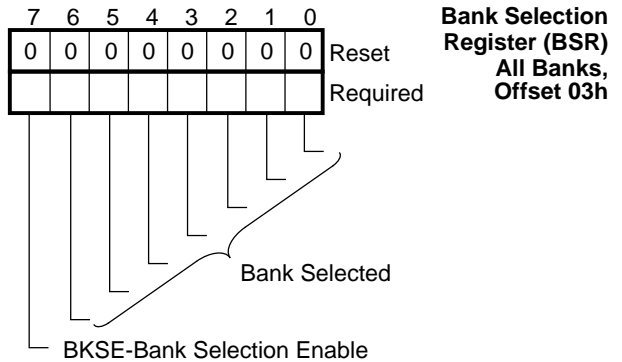 7 6 5 4 3 2 1 0
0 0 0 0 0 0 0 0 Reset
Required
Bank Selection
Register (BSR)
All Banks,
Offset 03h
Bank Selected
BKSE-Bank Selection Enable